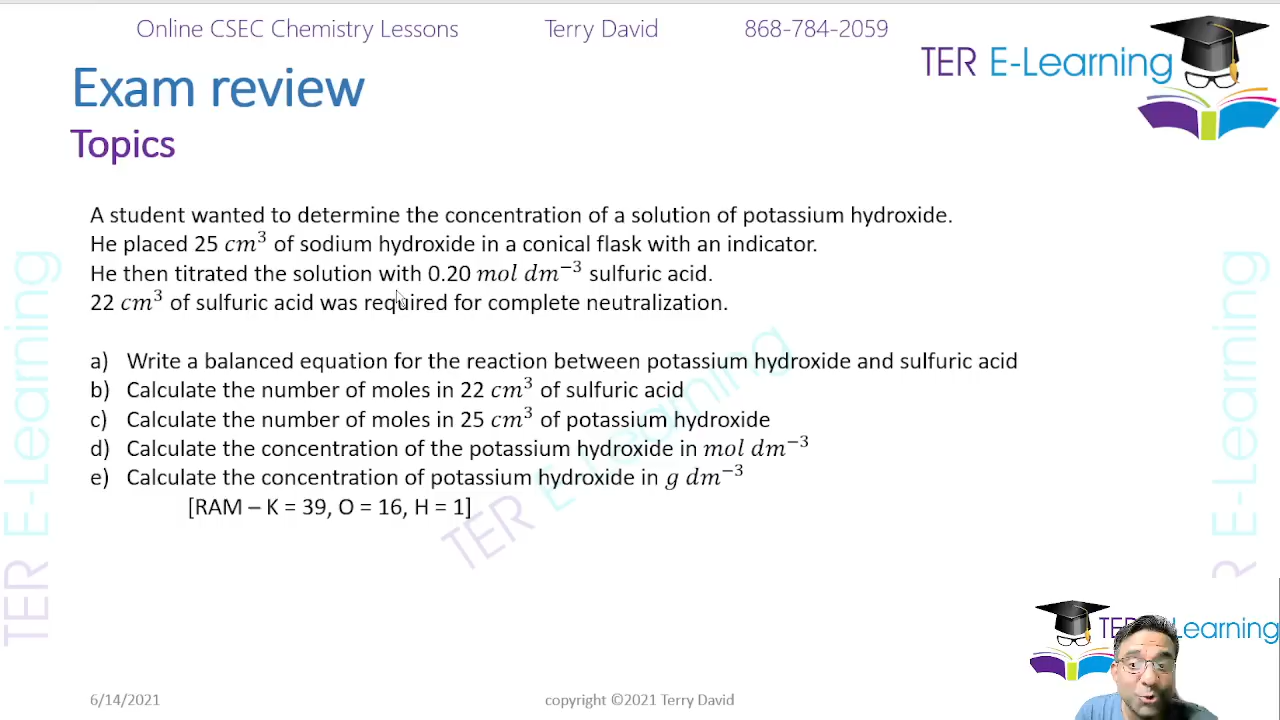 Online CSEC Chemistry Lessons Terry David 868-784-2059
TER E-Learning
Exam review
Topics
A student wanted to determine the concentration of a solution of potassium hydroxide.
He placed 25 cm³ of sodium hydroxide in a conical flask with an indicator.
He then titrated the solution with 0.20 mol dm⁻³ sulfuric acid.
22 cm³ of sulfuric acid was required for complete neutralization.
a) Write a balanced equation for the reaction between potassium hydroxide and sulfuric acid
b) Calculate the number of moles in 22 cm³ of sulfuric acid
c) Calculate the number of moles in 25 cm³ of potassium hydroxide
d) Calculate the concentration of the potassium hydroxide in mol dm⁻³
e) Calculate the concentration of potassium hydroxide in g dm⁻³
[RAM – K = 39, O = 16, H = 1]
TER E-Learning
TER E-Learning
E-Learning
6/14/2021
copyright ©2021 Terry David